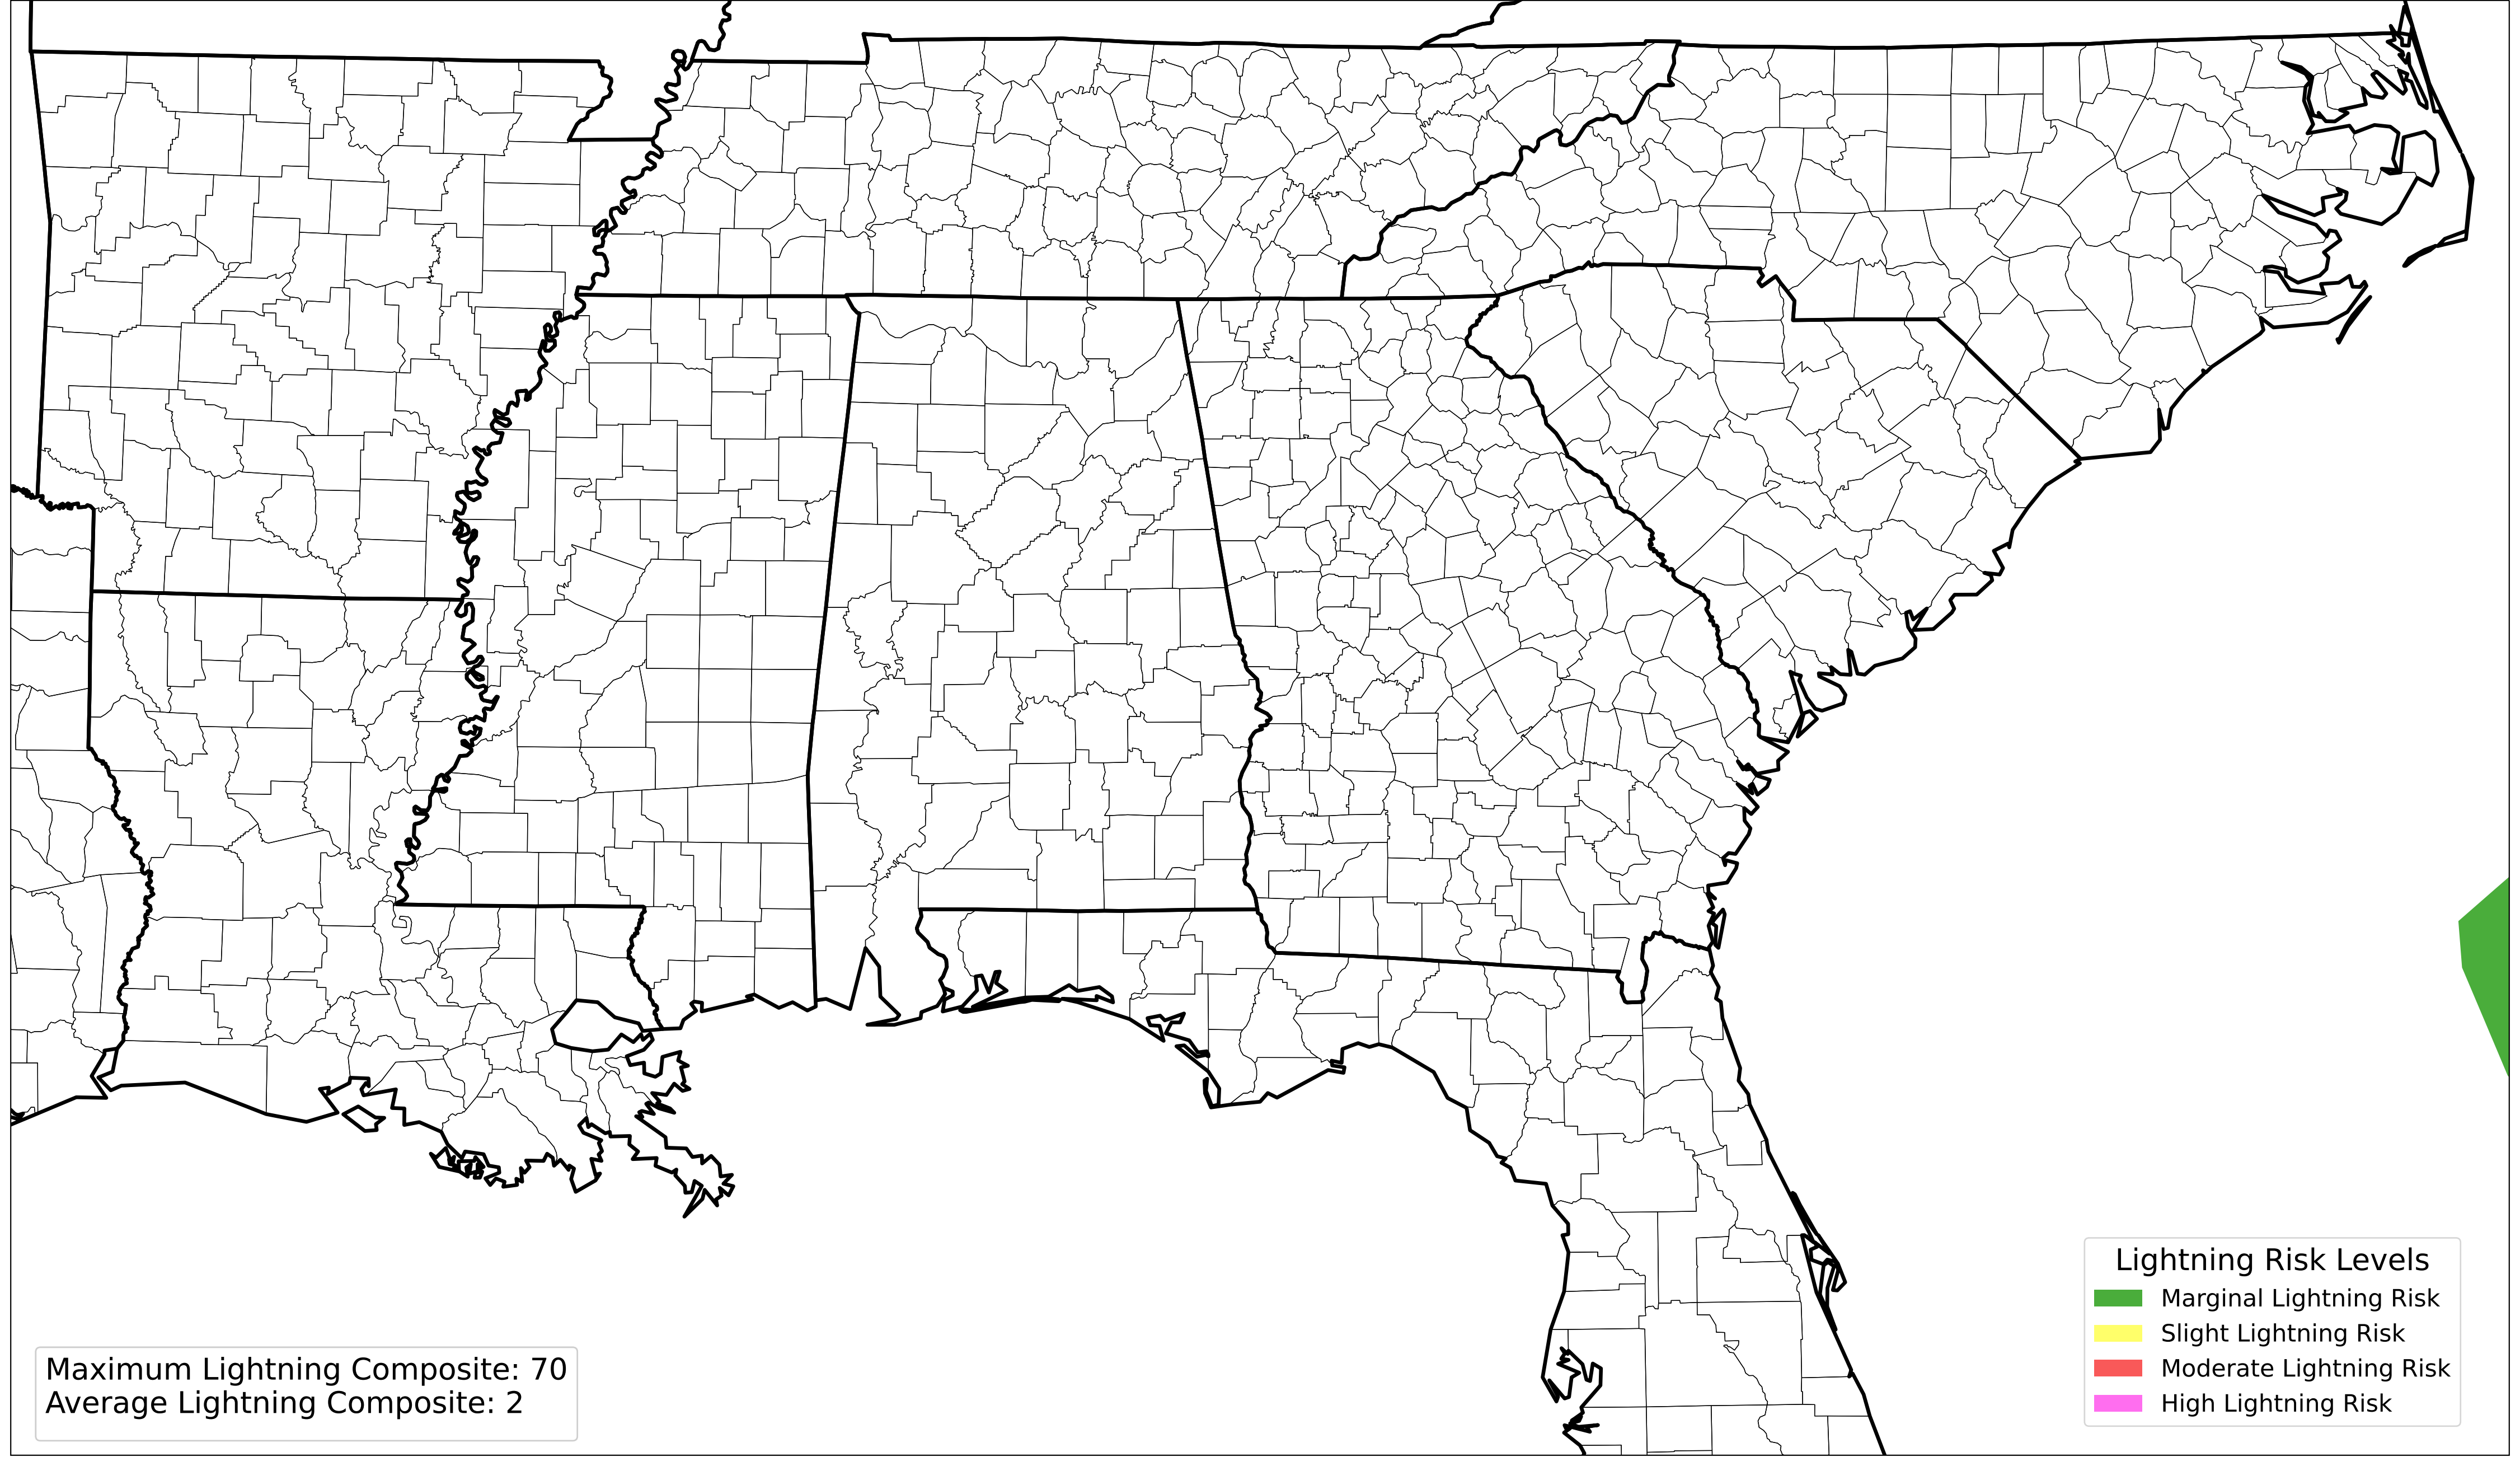 Lightning Risk Levels
Marginal Lightning Risk
Slight Lightning Risk
Moderate Lightning Risk
High Lightning Risk
Maximum Lightning Composite: 70
Average Lightning Composite: 2